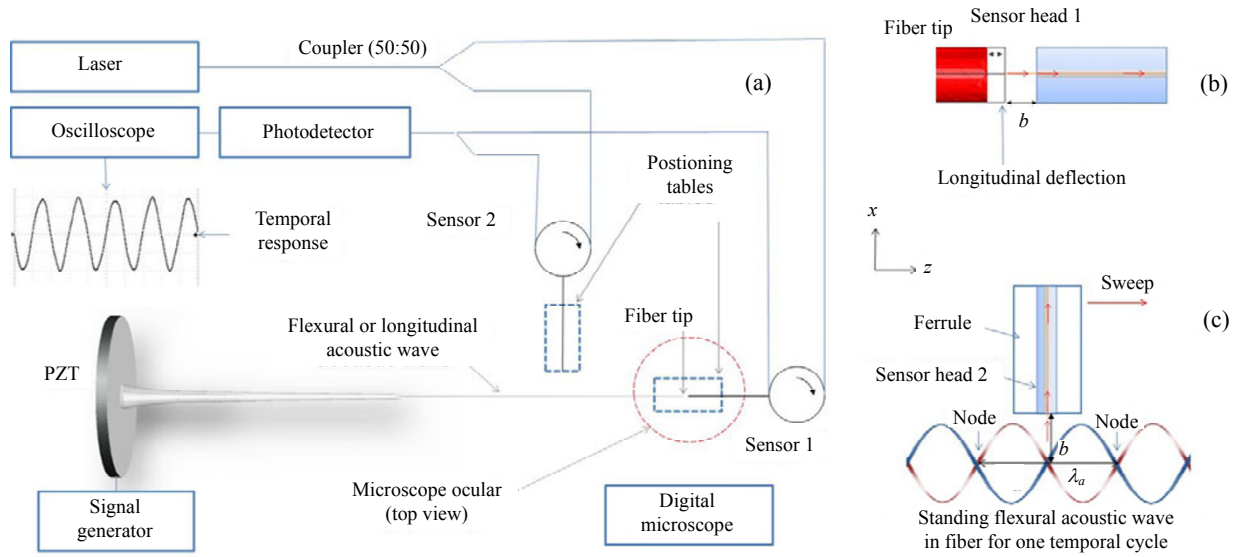 Laser
Coupler (50:50)
(a)
Oscilloscope
Photodetector
Temporal
response
Sensor 2
Postioning
tables
Flexural or longitudinal
acoustic wave
Fiber tip
PZT
Sensor 1
Microscope ocular
(top view)
Digital
microscope
Signal
generator
Sensor head 1
Fiber tip
(b)
b
Longitudinal deflection
x
z
Sweep
(c)
Ferrule
Sensor head 2
Node
Node
b
λa
Standing flexural acoustic wave
in fiber for one temporal cycle